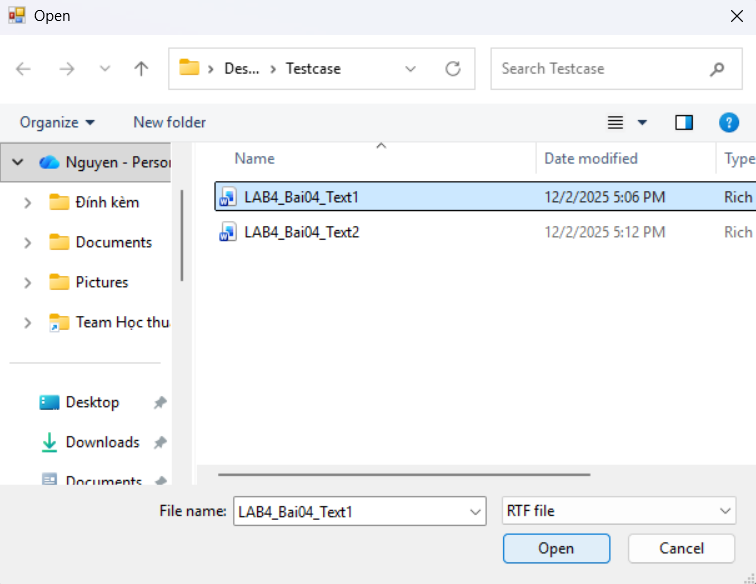 Open
Des... › Testcase
Search Testcase
Organize
New folder
Name
Date modified
Type
Nguyen - Persor
LAB4_Bai04_Text1
12/2/2025 5:06 PM
Rich
Đính kèm
LAB4_Bai04_Text2
12/2/2025 5:12 PM
Rich
Documents
Pictures
Team Học thu
Desktop
Downloads
Documents
File name:
LAB4_Bai04_Text1
RTF file
Open
Cancel